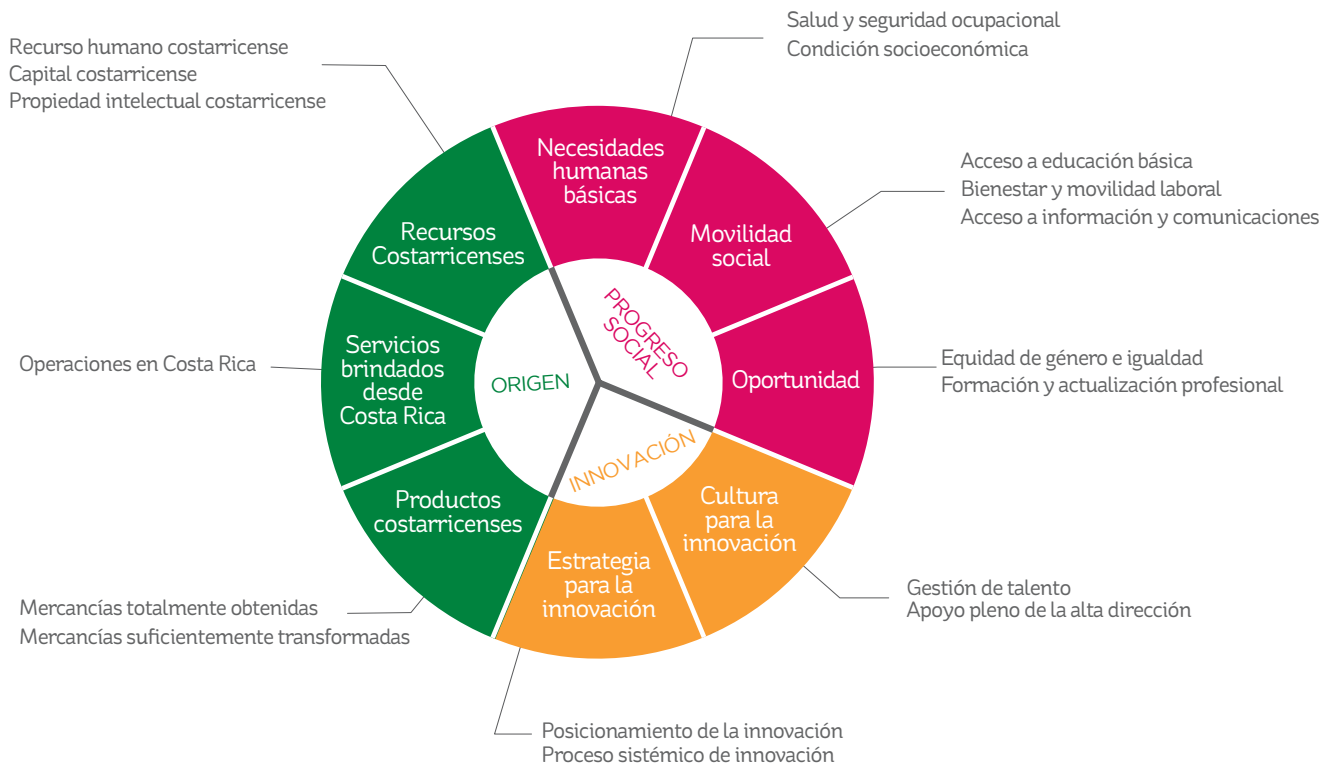 Salud y seguridad ocupacional
Condición socioeconómica
Recurso humano costarricense
Capital costarricense
Propiedad intelectual costarricense
Necesidades
humanas
básicas
Acceso a educación básica
Bienestar y movilidad laboral
Acceso a información y comunicaciones
Recursos
Costarricenses
Movilidad
social
PROGRESO
SOCIAL
Operaciones en Costa Rica
Servicios
brindados
desde
Costa Rica
ORIGEN
Oportunidad
Equidad de género e igualdad
Formación y actualización profesional
INNOVACIÓN
Productos
costarricenses
Cultura
para la
innovación
Estrategia
para la
innovación
Gestión de talento
Apoyo pleno de la alta dirección
Mercancías totalmente obtenidas
Mercancías suficientemente transformadas
Posicionamiento de la innovación
Proceso sistémico de innovación